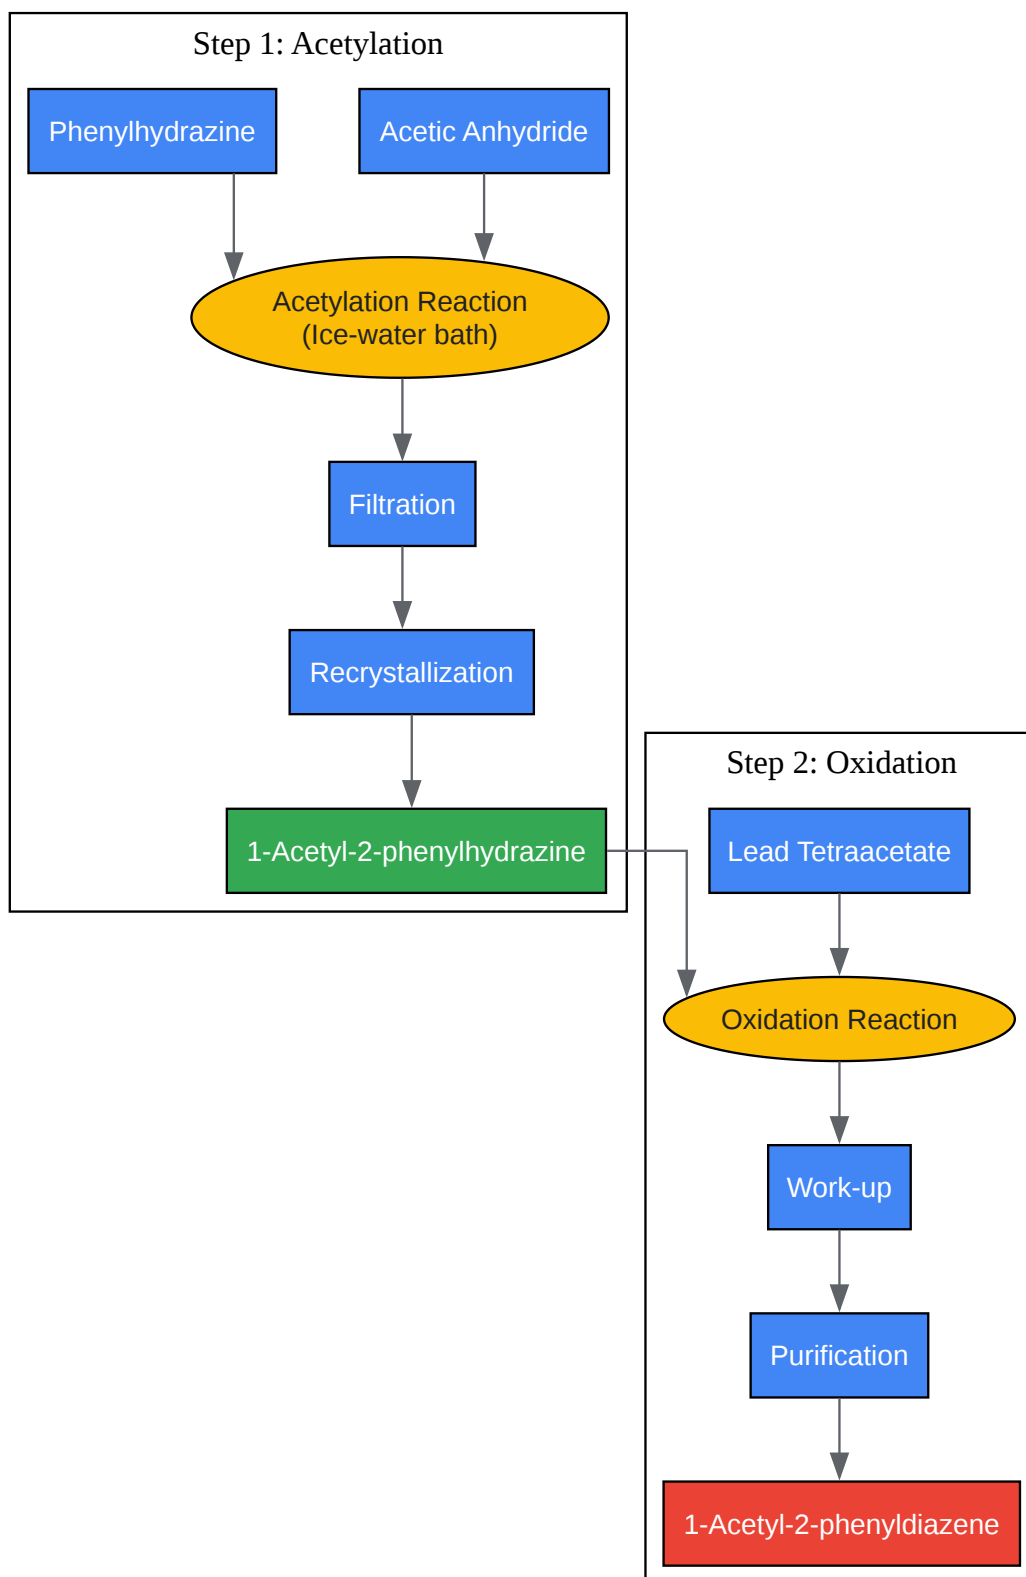 Step 1: Acetylation
Phenylhydrazine
Acetic Anhydride
Acetylation Reaction
(Ice-water bath)
Filtration
Recrystallization
1-Acetyl-2-phenylhydrazine
Step 2: Oxidation
Lead Tetraacetate
Oxidation Reaction
Work-up
Purification
1-Acetyl-2-phenyldiazene